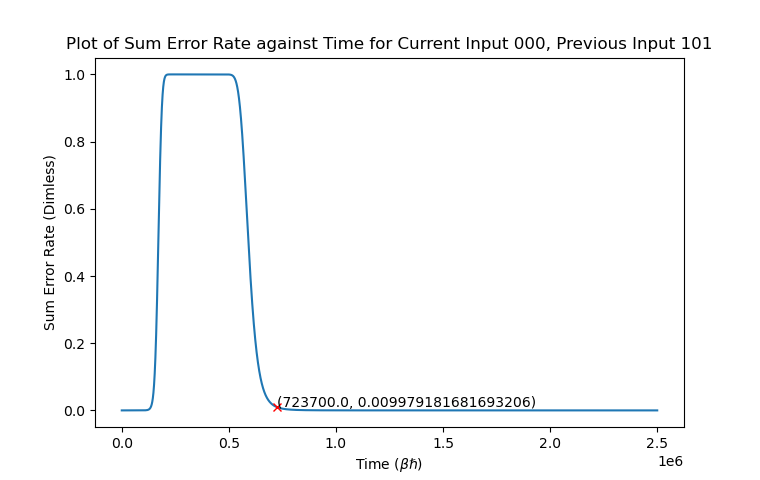 Plot of Sum Error Rate against Time for Current Input 000, Previous Input 101
Sum Error Rate (Dimless)
1.0
0.8
0.6
0.4
0.2
0.0
(723700.0, 0.009979181681693206)
0.0 0.5 1.0 1.5 2.0 2.5
1e6
Time (βℏ)